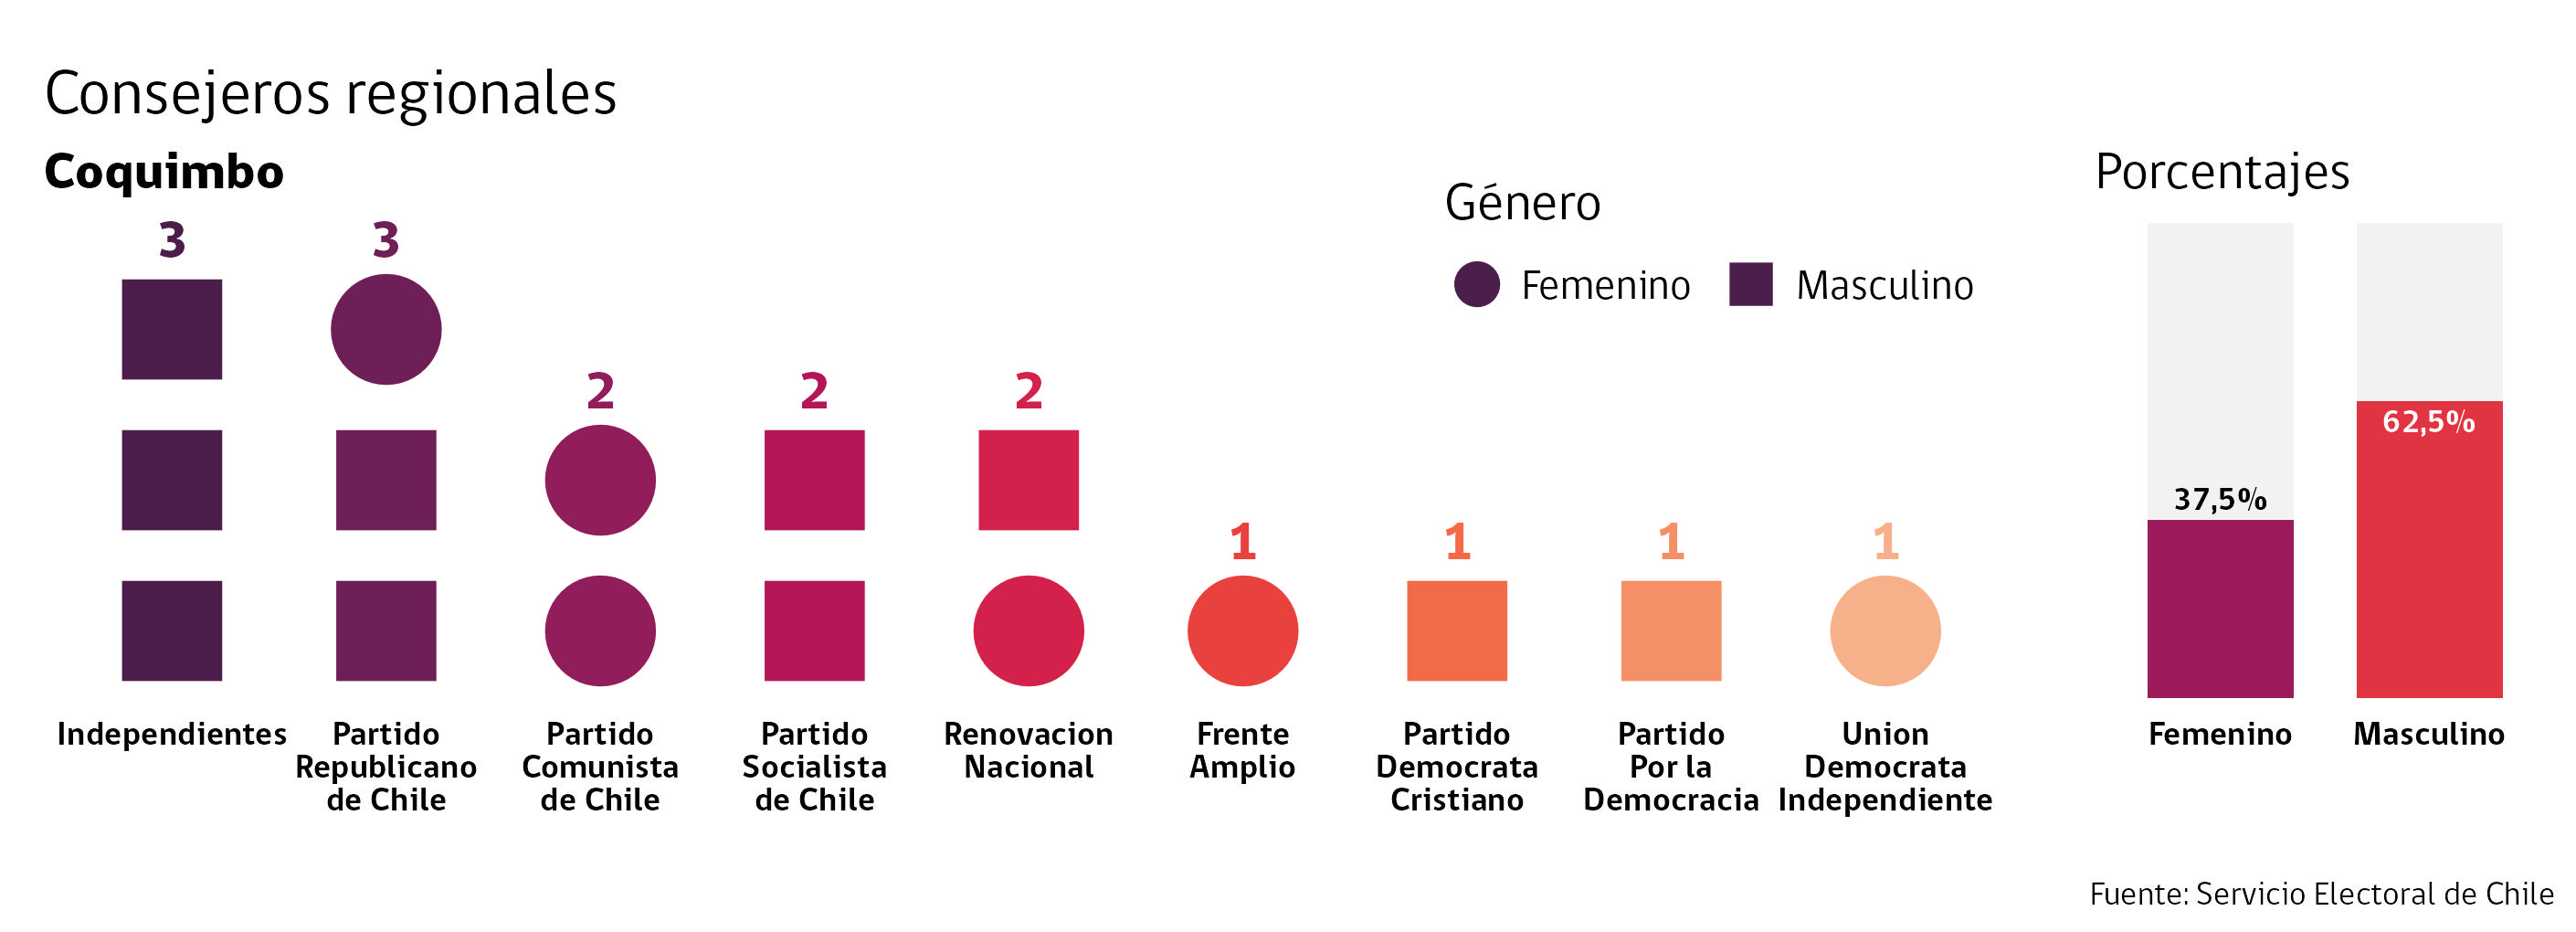 Consejeros regionales
Coquimbo
3
3
2
2
2
1
1
1
1
Independientes
Partido
Republicano
de Chile
Partido
Comunista
de Chile
Partido
Socialista
de Chile
Renovacion
Nacional
Frente
Amplio
Partido
Democrata
Cristiano
Partido
Por la
Democracia
Union
Democrata
Independiente
Género
Femenino
Masculino
Porcentajes
37,5%
62,5%
Femenino
Masculino
Fuente: Servicio Electoral de Chile